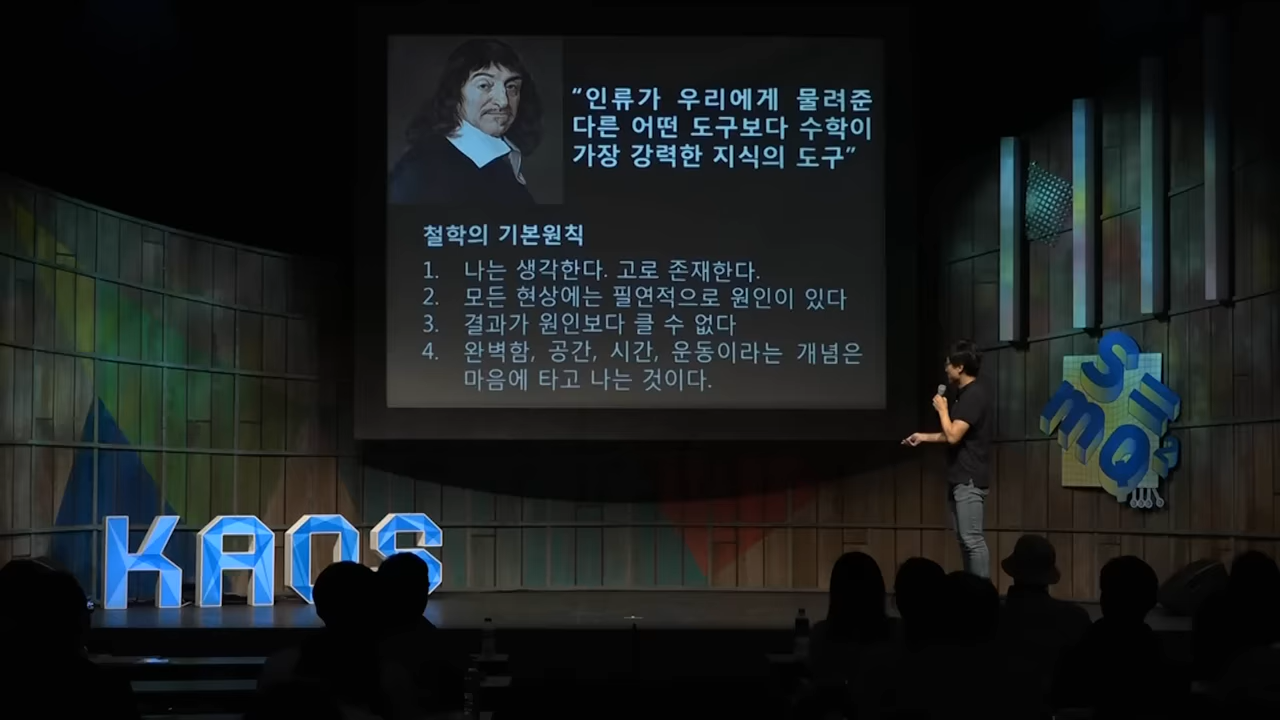 “인류가 우리에게 물려준
다른 어떤 도구보다 수학이
가장 강력한 지식의 도구”
철학의 기본원칙
1. 나는 생각한다. 고로 존재한다.
2. 모든 현상에는 필연적으로 원인이 있다
3. 결과가 원인보다 클 수 없다
4. 완벽함, 공간, 시간, 운동이라는 개념은
마음에 타고 나는 것이다.
KAOS